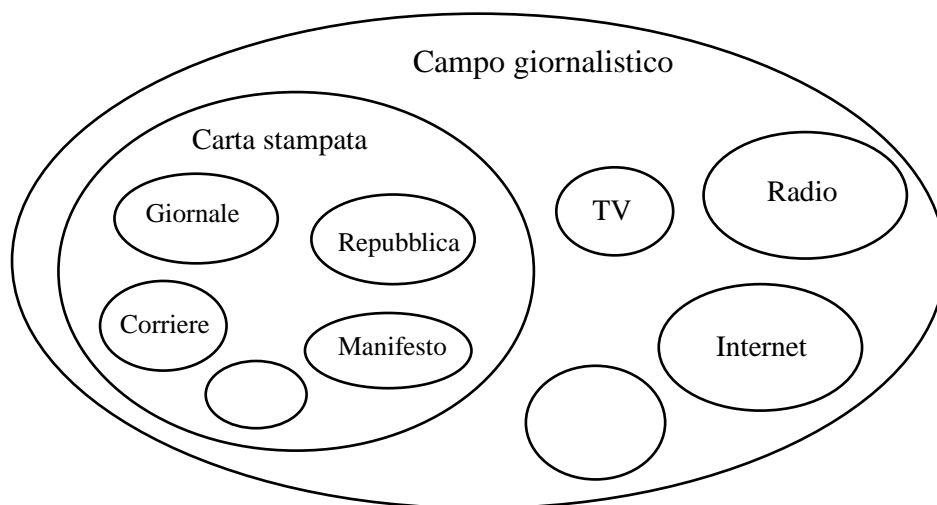 Campo giornalistico
Carta stampata
Giornale
Repubblica
Corriere
Manifesto
TV
Radio
Internet